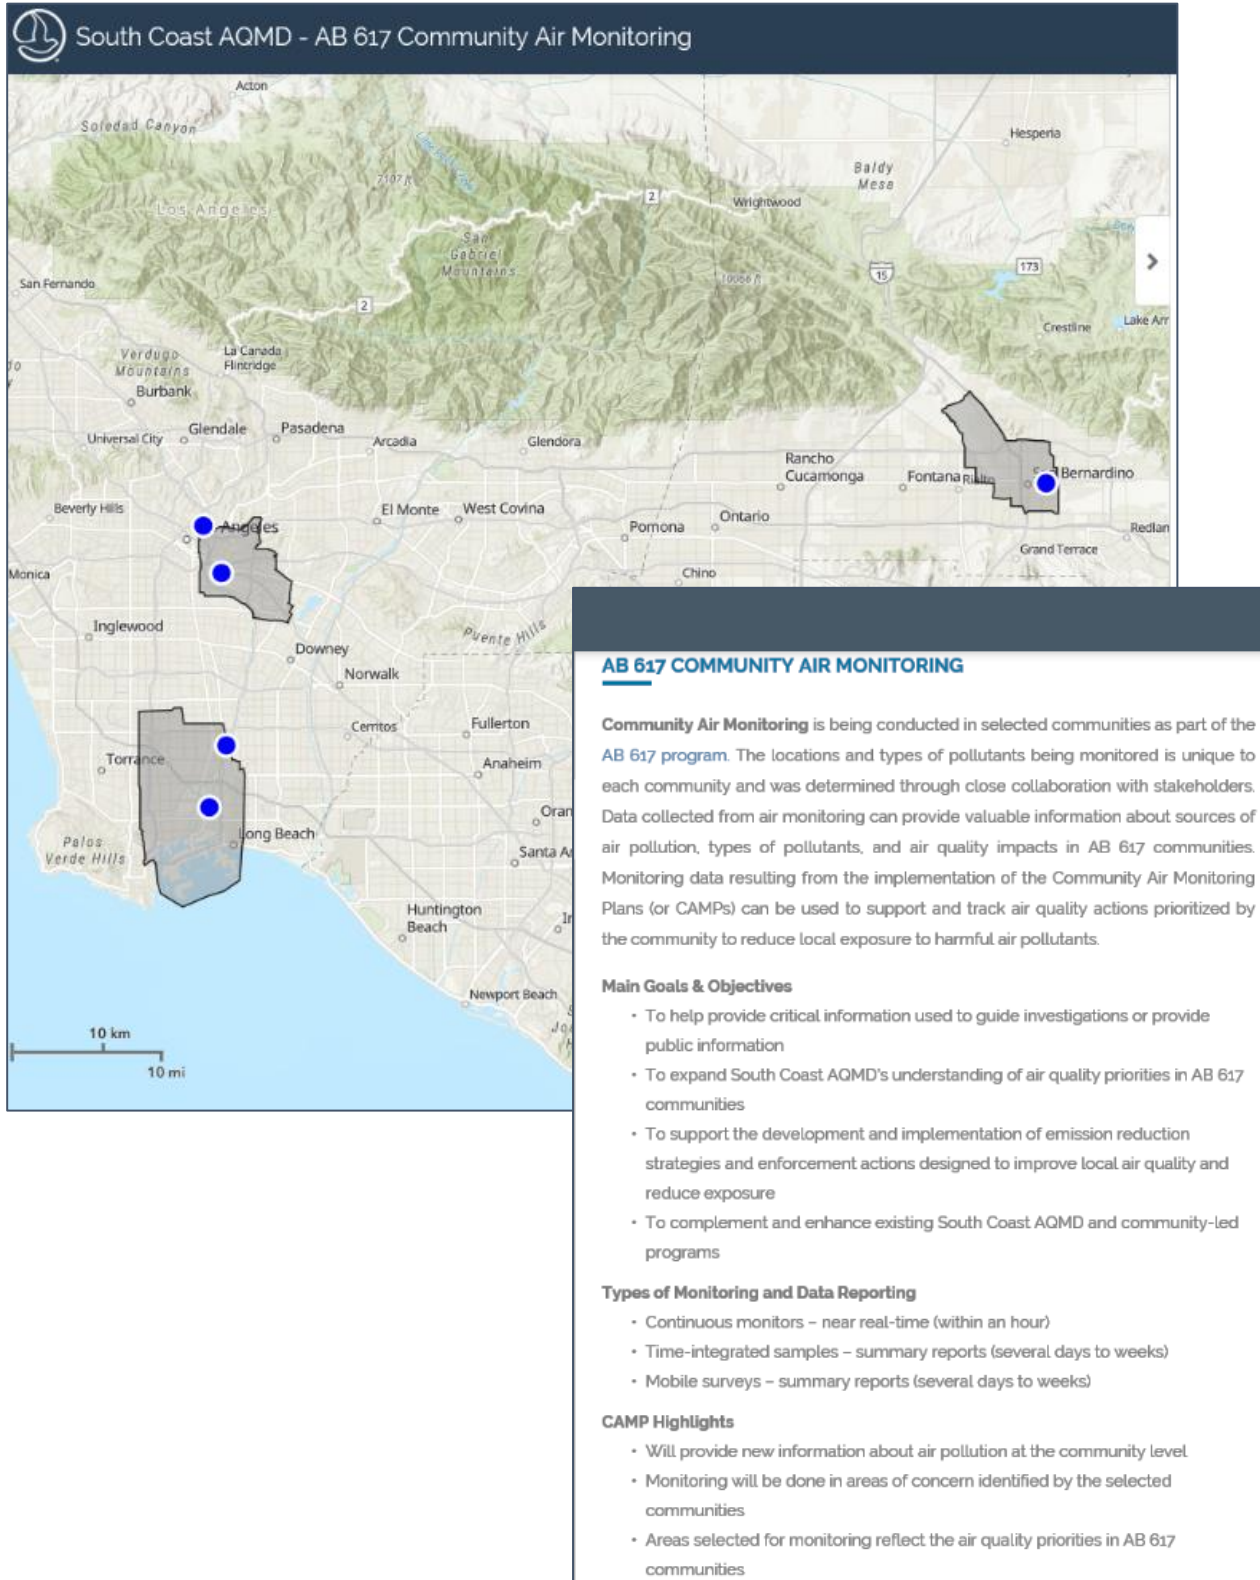 South Coast AQMD - AB 617 Community Air Monitoring
Acton
Soledad Canyon
Hesperia
Baldy
Mesa
7107 ft
2
Wrightwood
Los Angeles
San
Gabriel
Mountains
10066 ft
15
173
San Fernando
2
Crestline
Lake Arr
Verdugo
Mountains
La Canada
Flintridge
Burbank
Universal City
Glendale
Pasadena
Arcadia
Glendora
Rancho
Cucamonga
Fontana
Bernardino
Beverly Hills
Angeles
El Monte
West Covina
Pomona
Ontario
Redlan
Grand Terrace
Monica
Chino
Inglewood
Puente Hills
Downey
Norwalk
Cerritos
Fullerton
Torrance
Anaheim
Oran
Long Beach
Palos
Verde Hills
Santa A
Huntington
Beach
Newport Beach
10 km
10 mi
AB 617 COMMUNITY AIR MONITORING
Community Air Monitoring is being conducted in selected communities as part of the
AB 617 program. The locations and types of pollutants being monitored is unique to
each community and was determined through close collaboration with stakeholders.
Data collected from air monitoring can provide valuable information about sources of
air pollution, types of pollutants, and air quality impacts in AB 617 communities.
Monitoring data resulting from the implementation of the Community Air Monitoring
Plans (or CAMPs) can be used to support and track air quality actions prioritized by
the community to reduce local exposure to harmful air pollutants.
Main Goals & Objectives
• To help provide critical information used to guide investigations or provide
public information
• To expand South Coast AQMD's understanding of air quality priorities in AB 617
communities
• To support the development and implementation of emission reduction
strategies and enforcement actions designed to improve local air quality and
reduce exposure
• To complement and enhance existing South Coast AQMD and community-led
programs
Types of Monitoring and Data Reporting
• Continuous monitors – near real-time (within an hour)
• Time-integrated samples – summary reports (several days to weeks)
• Mobile surveys – summary reports (several days to weeks)
CAMP Highlights
• Will provide new information about air pollution at the community level
• Monitoring will be done in areas of concern identified by the selected
communities
• Areas selected for monitoring reflect the air quality priorities in AB 617
communities